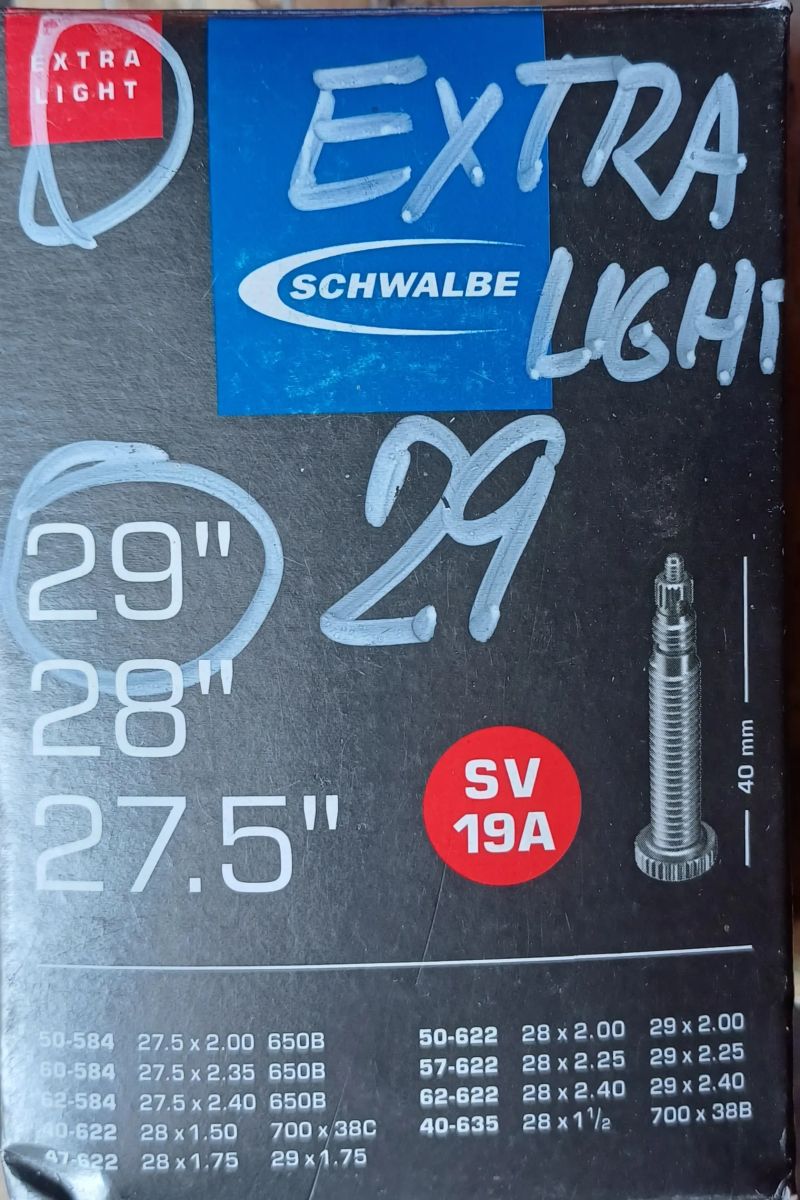 EXTRA
LIGHT
EXTRA
LIGHT
SCHWALBE
29
29"
28"
27.5"
SV
19A
40 mm
50-584 27.5 x 2.00 650B
60-584 27.5 x 2.35 650B
62-584 27.5 x 2.40 650B
40-622 28 x 1.50 700 x 38C
47-622 28 x 1.75 29 x 1.75
50-622 28 x 2.00 29 x 2.00
57-622 28 x 2.25 29 x 2.25
62-622 28 x 2.40 29 x 2.40
40-635 28 x 1 1/2 700 x 38B